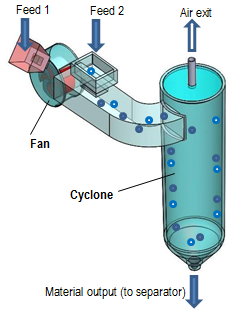 Feed 1
Feed 2
Air exit
Fan
Cyclone
Material output (to separator)